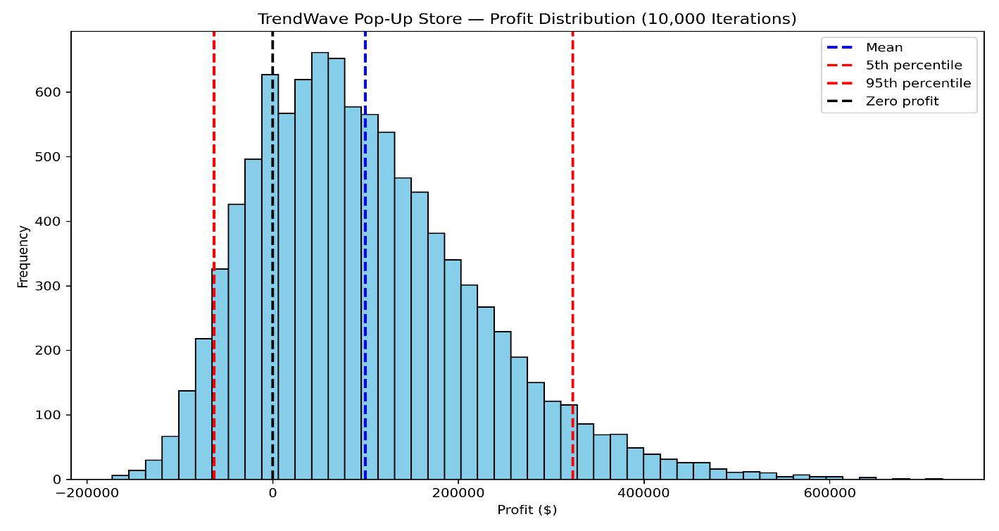 TrendWave Pop-Up Store — Profit Distribution (10,000 Iterations)
Mean
5th percentile
95th percentile
Zero profit
Frequency
600
500
400
300
200
100
0
−200000 0 200000 400000 600000
Profit ($)